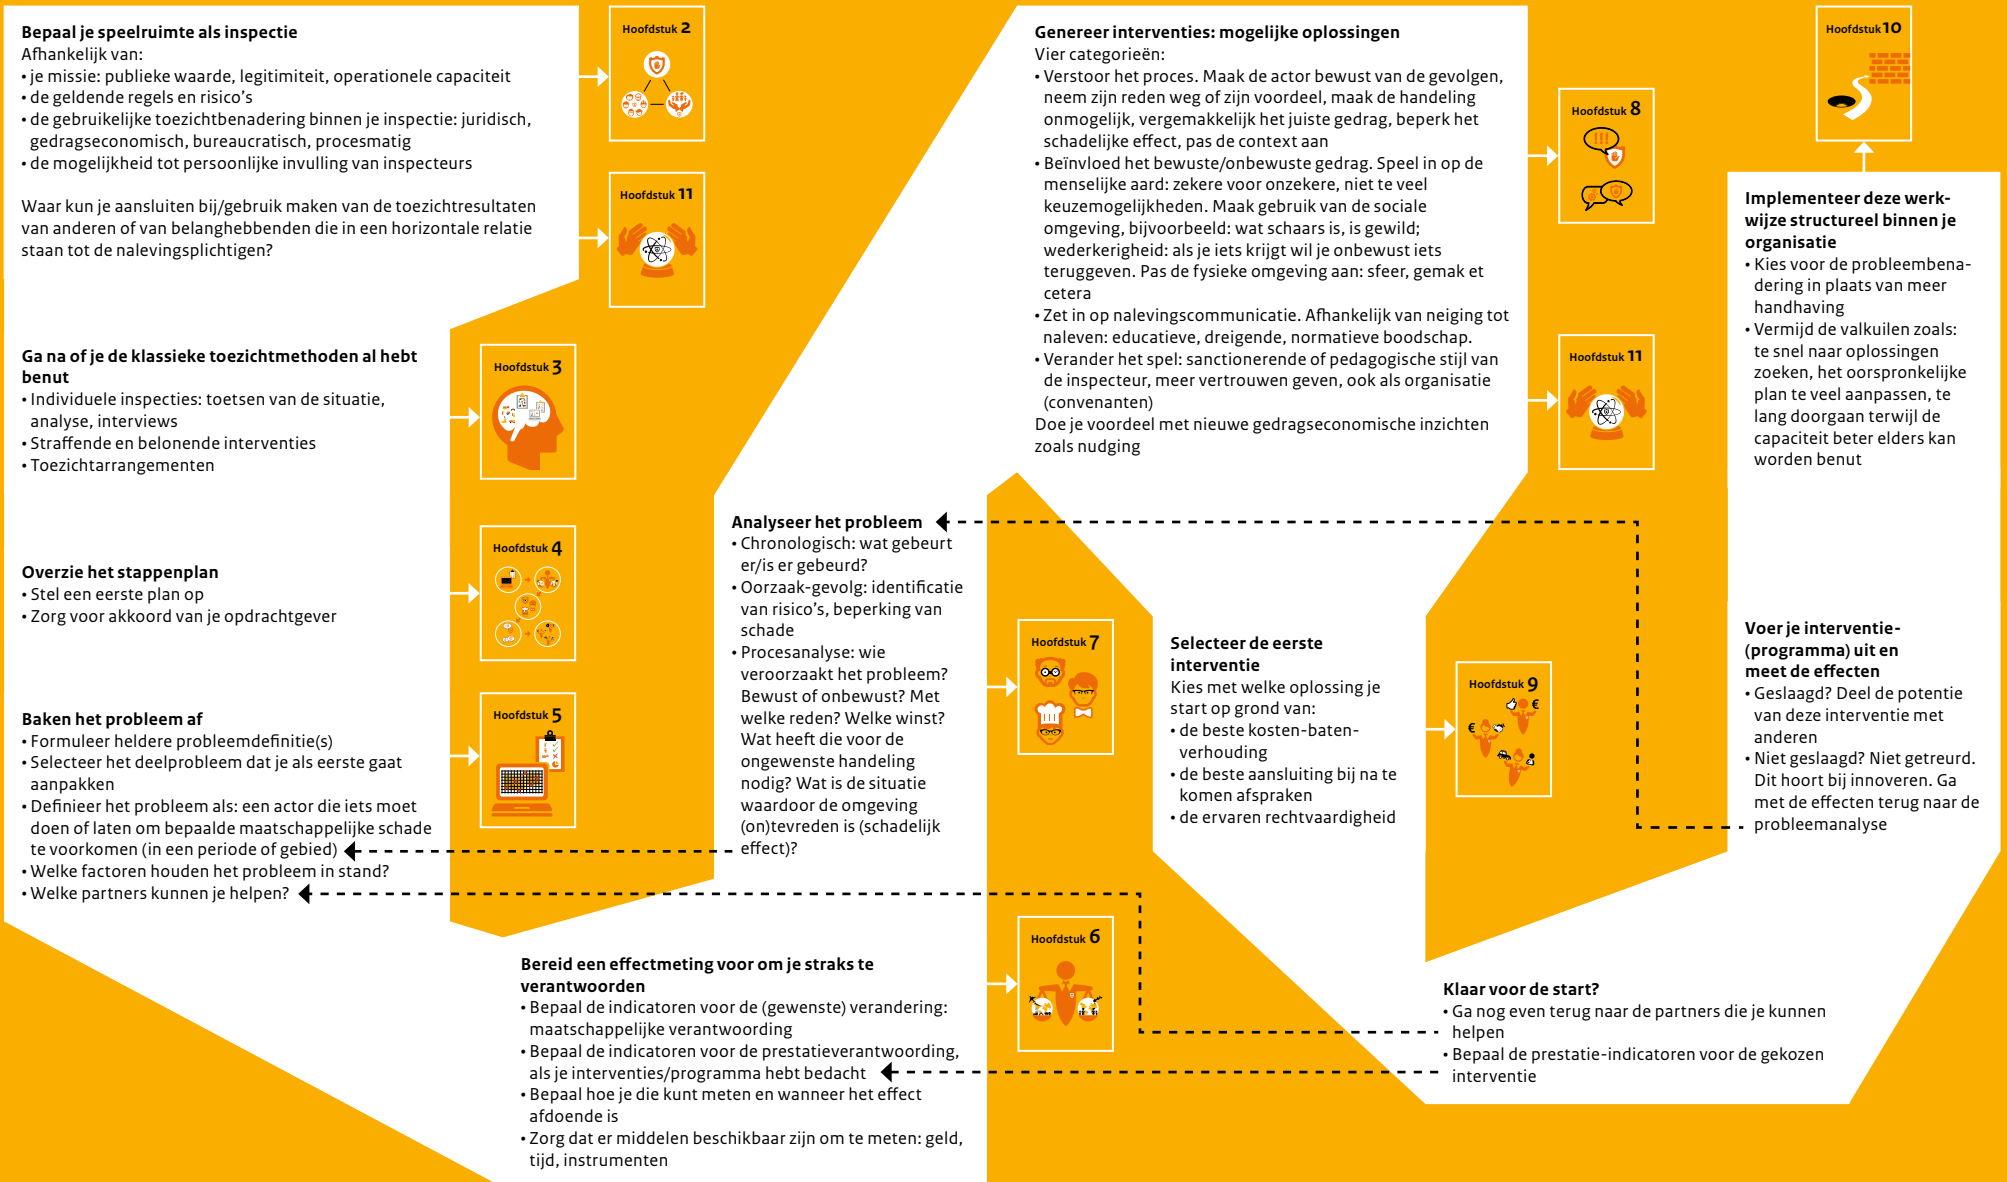 Bepaal je speelruimte als inspectie
Afhankelijk van:
• je missie: publieke waarde, legitimiteit, operationele capaciteit
• de geldende regels en risico's
• de gebruikelijke toezichtbenadering binnen je inspectie: juridisch,
gedragseconomisch, bureaucratisch, procesmatig
• de mogelijkheid tot persoonlijke invulling van inspecteurs
Waar kun je aansluiten bij/gebruik maken van de toezichtresultaten
van anderen of van belanghebbenden die in een horizontale relatie
staan tot de nalevingsplichtigen?
Hoofdstuk 2
Hoofdstuk 11
Ga na of je de klassieke toezichtmethoden al hebt
benut
• Individuele inspecties: toetsen van de situatie,
analyse, interviews
• Straffende en belonende interventies
• Toezichtarrangementen
Hoofdstuk 3
Overzie het stappenplan
• Stel een eerste plan op
• Zorg voor akkoord van je opdrachtgever
Hoofdstuk 4
Baken het probleem af
• Formuleer heldere probleemdefinitie(s)
• Selecteer het deelprobleem dat je als eerste gaat
aanpakken
• Definieer het probleem als: een actor die iets moet
doen of laten om bepaalde maatschappelijke schade
te voorkomen (in een periode of gebied)
• Welke factoren houden het probleem in stand?
• Welke partners kunnen je helpen?
Hoofdstuk 5
Bereid een effectmeting voor om je straks te
verantwoorden
• Bepaal de indicatoren voor de (gewenste) verandering:
maatschappelijke verantwoording
• Bepaal de indicatoren voor de prestatieverantwoording,
als je interventies/programma hebt bedacht
• Bepaal hoe je die kunt meten en wanneer het effect
afdoende is
• Zorg dat er middelen beschikbaar zijn om te meten: geld,
tijd, instrumenten
Hoofdstuk 6
Analyseer het probleem
• Chronologisch: wat gebeurt
er/is er gebeurd?
• Oorzaak-gevolg: identificatie
van risico's, beperking van
schade
• Procesanalyse: wie
veroorzaakt het probleem?
Bewust of onbewust? Met
welke reden? Welke winst?
Wat heeft die voor de
ongewenste handeling
nodig? Wat is de situatie
waardoor de omgeving
(on)tevreden is (schadelijk
effect)?
Hoofdstuk 7
Genereer interventies: mogelijke oplossingen
Vier categorieën:
• Verstoor het proces. Maak de actor bewust van de gevolgen,
neem zijn reden weg of zijn voordeel, maak de handeling
onmogelijk, vergemakkelijk het juiste gedrag, beperk het
schadelijke effect, pas de context aan
• Beïnvloed het bewuste/onbewuste gedrag. Speel in op de
menselijke aard: zekere voor onzekere, niet te veel
keuzemogelijkheden. Maak gebruik van de sociale
omgeving, bijvoorbeeld: wat schaars is, is gewild;
wederkerigheid: als je iets krijgt wil je onbewust iets
teruggeven. Pas de fysieke omgeving aan: sfeer, gemak et
cetera
• Zet in op nalevingscommunicatie. Afhankelijk van neiging tot
naleven: educatieve, dreigende, normatieve boodschap.
• Verander het spel: sanctionerende of pedagogische stijl van
de inspecteur, meer vertrouwen geven, ook als organisatie
(convenanten)
Doe je voordeel met nieuwe gedragseconomische inzichten
zoals nudging
Hoofdstuk 8
!!!
Hoofdstuk 11
Selecteer de eerste
interventie
Kies met welke oplossing je
start op grond van:
• de beste kosten-baten-
verhouding
• de beste aansluiting bij na te
komen afspraken
• de ervaren rechtvaardigheid
Hoofdstuk 9
€
€
Klaar voor de start?
• Ga nog even terug naar de partners die je kunnen
helpen
• Bepaal de prestatie-indicatoren voor de gekozen
interventie
Voer je interventie-
(programma) uit en
meet de effecten
• Geslaagd? Deel de potentie
van deze interventie met
anderen
• Niet geslaagd? Niet getreurd.
Dit hoort bij innoveren. Ga
met de effecten terug naar de
probleemanalyse
Implementeer deze werk-
wijze structureel binnen je
organisatie
• Kies voor de probleembena-
dering in plaats van meer
handhaving
• Vermijd de valkuilen zoals:
te snel naar oplossingen
zoeken, het oorspronkelijke
plan te veel aanpassen, te
lang doorgaan terwijl de
capaciteit beter elders kan
worden benut
Hoofdstuk 10